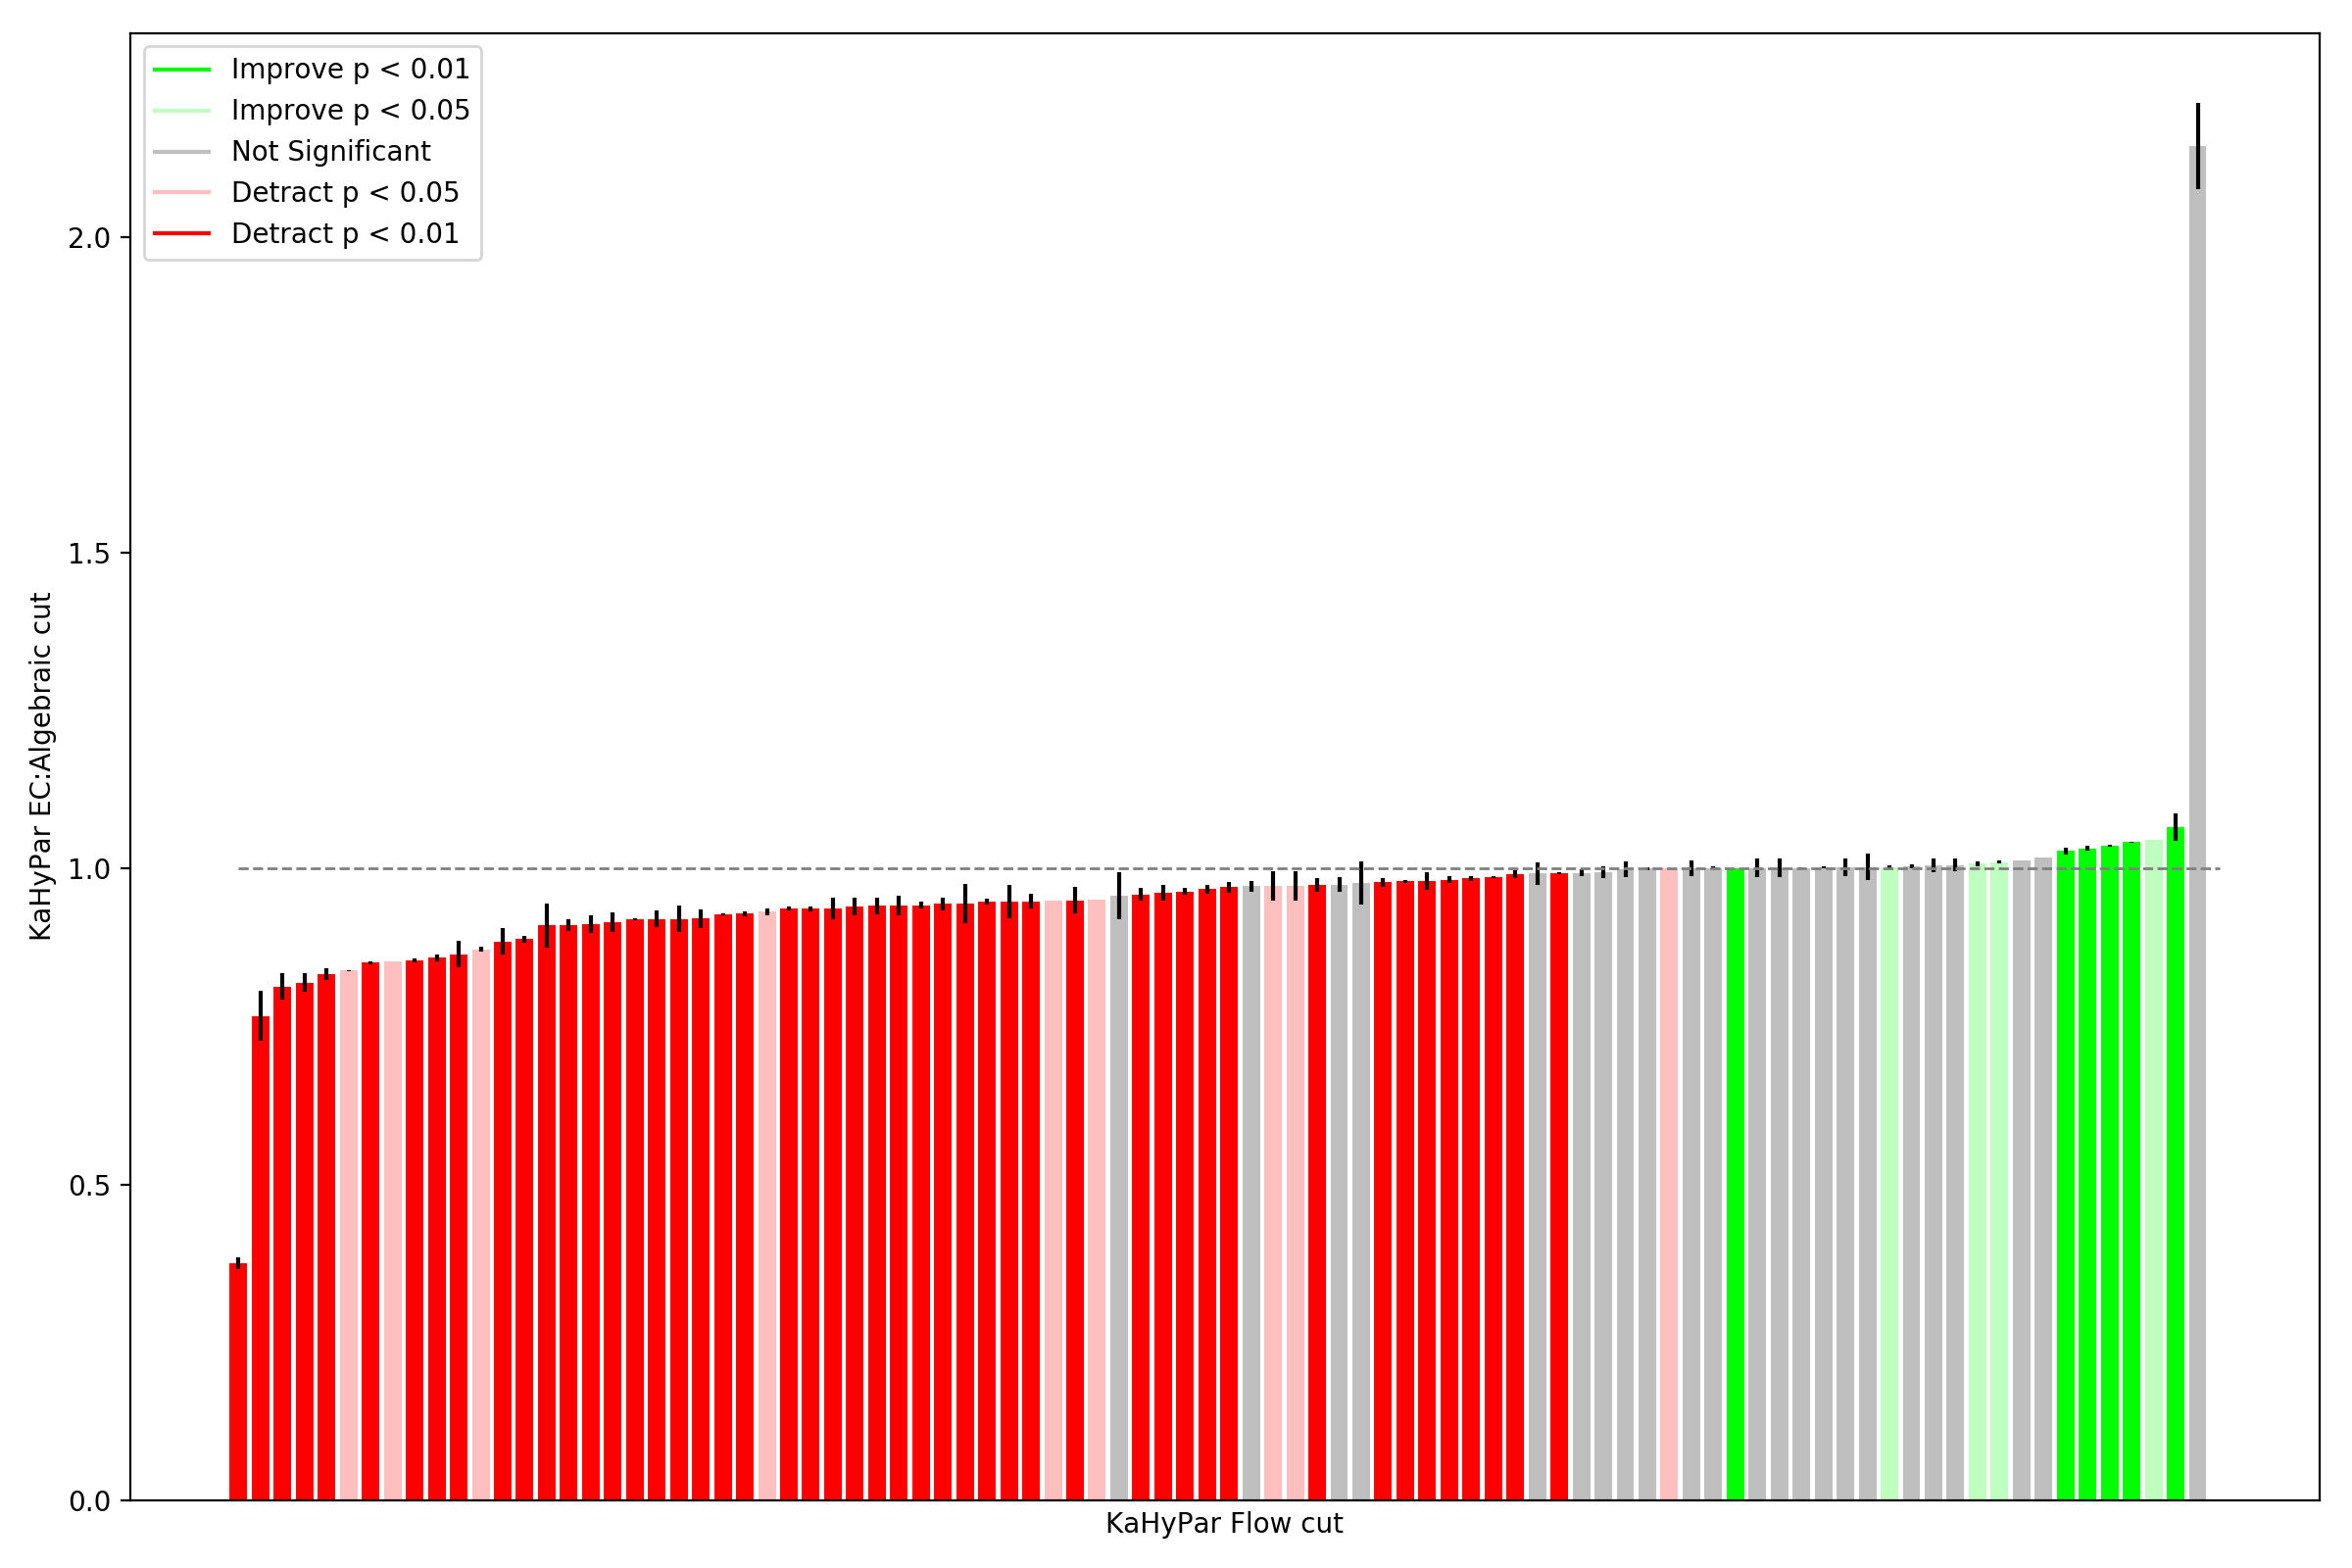 Improve p < 0.01
Improve p < 0.05
Not Significant
Detract p < 0.05
Detract p < 0.01
KaHyPar EC:Algebraic cut
2.0
1.5
1.0
0.5
0.0
KaHyPar Flow cut